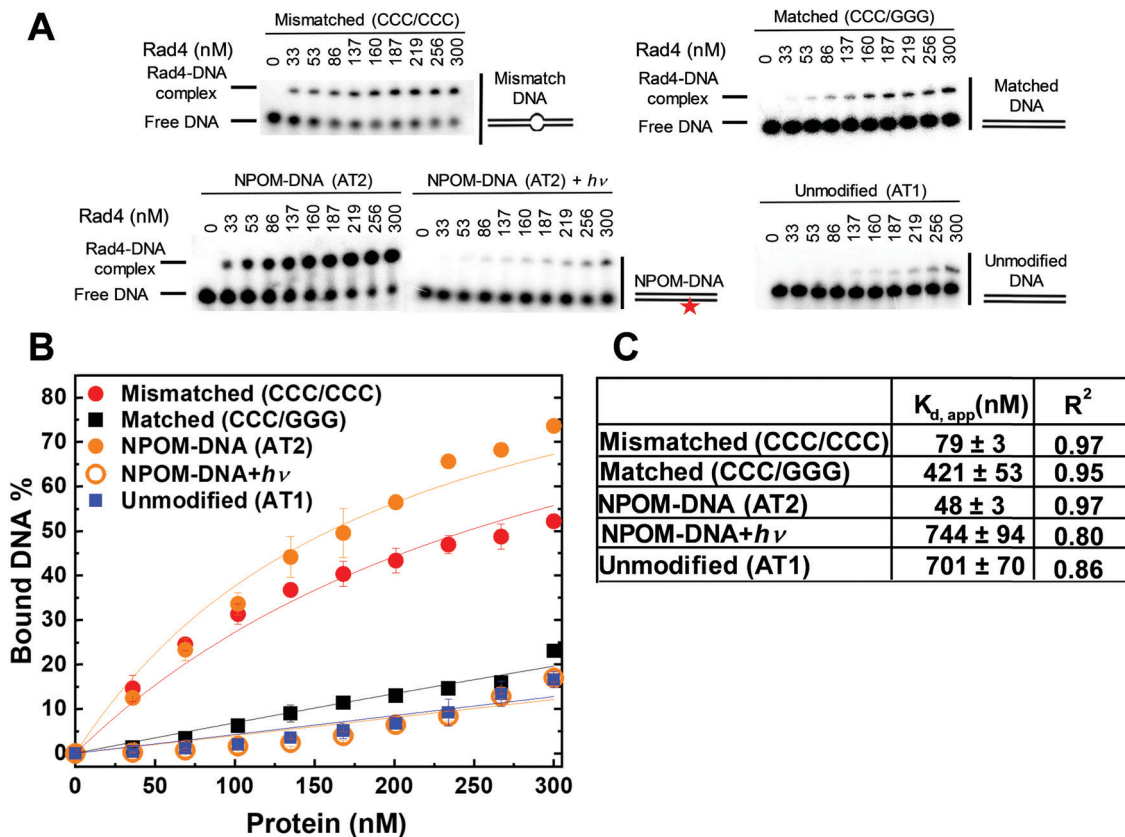 A
Mismatched (CCC/CCC)
Rad4 (nM)
0 33 53 86 137 160 187 219 256 300
Rad4-DNA
complex
Free DNA
Mismatch
DNA
Matched (CCC/GGG)
Rad4 (nM)
0 33 53 86 137 160 187 219 256 300
Rad4-DNA
complex
Free DNA
Matched
DNA
NPOM-DNA (AT2)
NPOM-DNA (AT2) + hν
Rad4 (nM)
0 33 53 86 137 160 187 219 256 300
0 33 53 86 137 160 187 219 256 300
Rad4-DNA
complex
Free DNA
NPOM-DNA
Unmodified (AT1)
0 33 53 86 137 160 187 219 256 300
Unmodified
DNA
B
Mismatched (CCC/CCC)
Matched (CCC/GGG)
NPOM-DNA (AT2)
NPOM-DNA+hν
Unmodified (AT1)
Bound DNA %
80
70
60
50
40
30
20
10
0
0 50 100 150 200 250 300
Protein (nM)
C
Kd, app(nM) R²
Mismatched (CCC/CCC) 79 ± 3 0.97
Matched (CCC/GGG) 421 ± 53 0.95
NPOM-DNA (AT2) 48 ± 3 0.97
NPOM-DNA+hν 744 ± 94 0.80
Unmodified (AT1) 701 ± 70 0.86